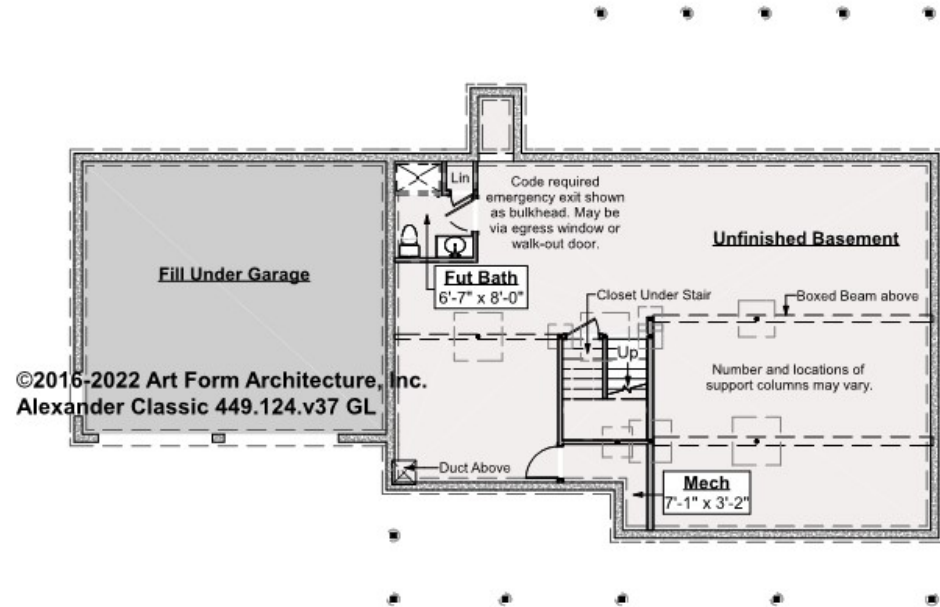 Lin
Code required
emergency exit shown
as bulkhead. May be
via egress window or
walk-out door.
Unfinished Basement
Fill Under Garage
Fut Bath
6'-7" x 8'-0"
Closet Under Stair
Boxed Beam above
Up
Number and locations of
support columns may vary.
©2016-2022 Art Form Architecture, Inc.
Alexander Classic 449.124.v37 GL
Duct Above
Mech
7'-1" x 3'-2"